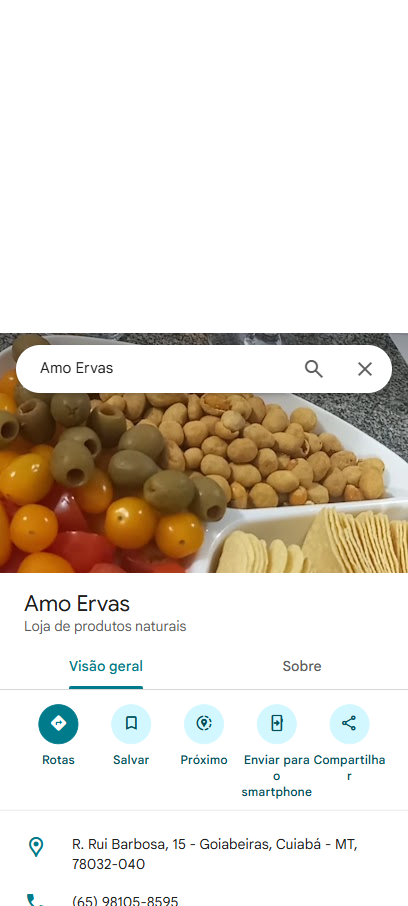 Amo Ervas
Amo Ervas
Loja de produtos naturais
Visão geral
Sobre
Rotas
Salvar
Próximo
Enviar para
o
smartphone
Compartilha
r
R. Rui Barbosa, 15 - Goiabeiras, Cuiabá - MT,
78032-040
(65) 98105-8595